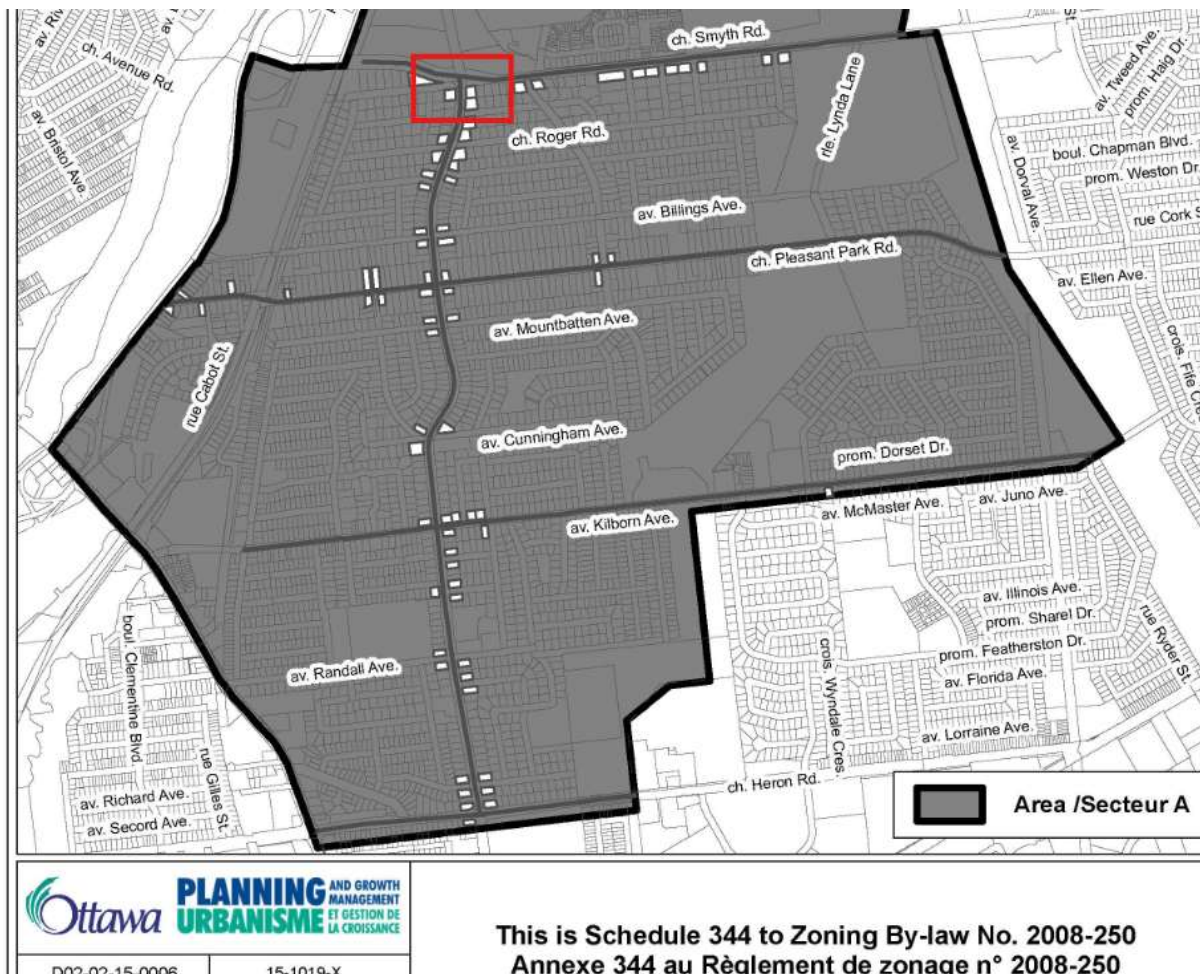 ch. Avenue Rd.
av. Bristol Ave.
ch. Smyth Rd.
ch. Roger Rd.
rle. Lynda Lane
av. Tweed Ave.
prom. Haig Dr.
av. Dorval Ave.
boul. Chapman Blvd.
prom. Weston Dr.
rue Cork
av. Billings Ave.
ch. Pleasant Park Rd.
av. Ellen Ave.
av. Mountbatten Ave.
crois. Fife
rue Cabot St.
av. Cunningham Ave.
prom. Dorset Dr.
av. McMaster Ave.
av. Juno Ave.
av. Kilborn Ave.
av. Illinois Ave.
prom. Sharel Dr.
rue Ryder St.
prom. Featherston Dr.
av. Florida Ave.
boul. Clementine Blvd
av. Randall Ave.
crois. Wyndale Cres
av. Lorraine Ave.
rue Gilles St.
ch. Heron Rd.
av. Richard Ave.
av. Secord Ave.
Area /Secteur A
Ottawa
PLANNING AND GROWTH MANAGEMENT
URBANISME ET GESTION DE LA CROISSANCE
D02-02-15-0006
15-1019-X
This is Schedule 344 to Zoning By-law No. 2008-250
Annexe 344 au Règlement de zonage n° 2008-250